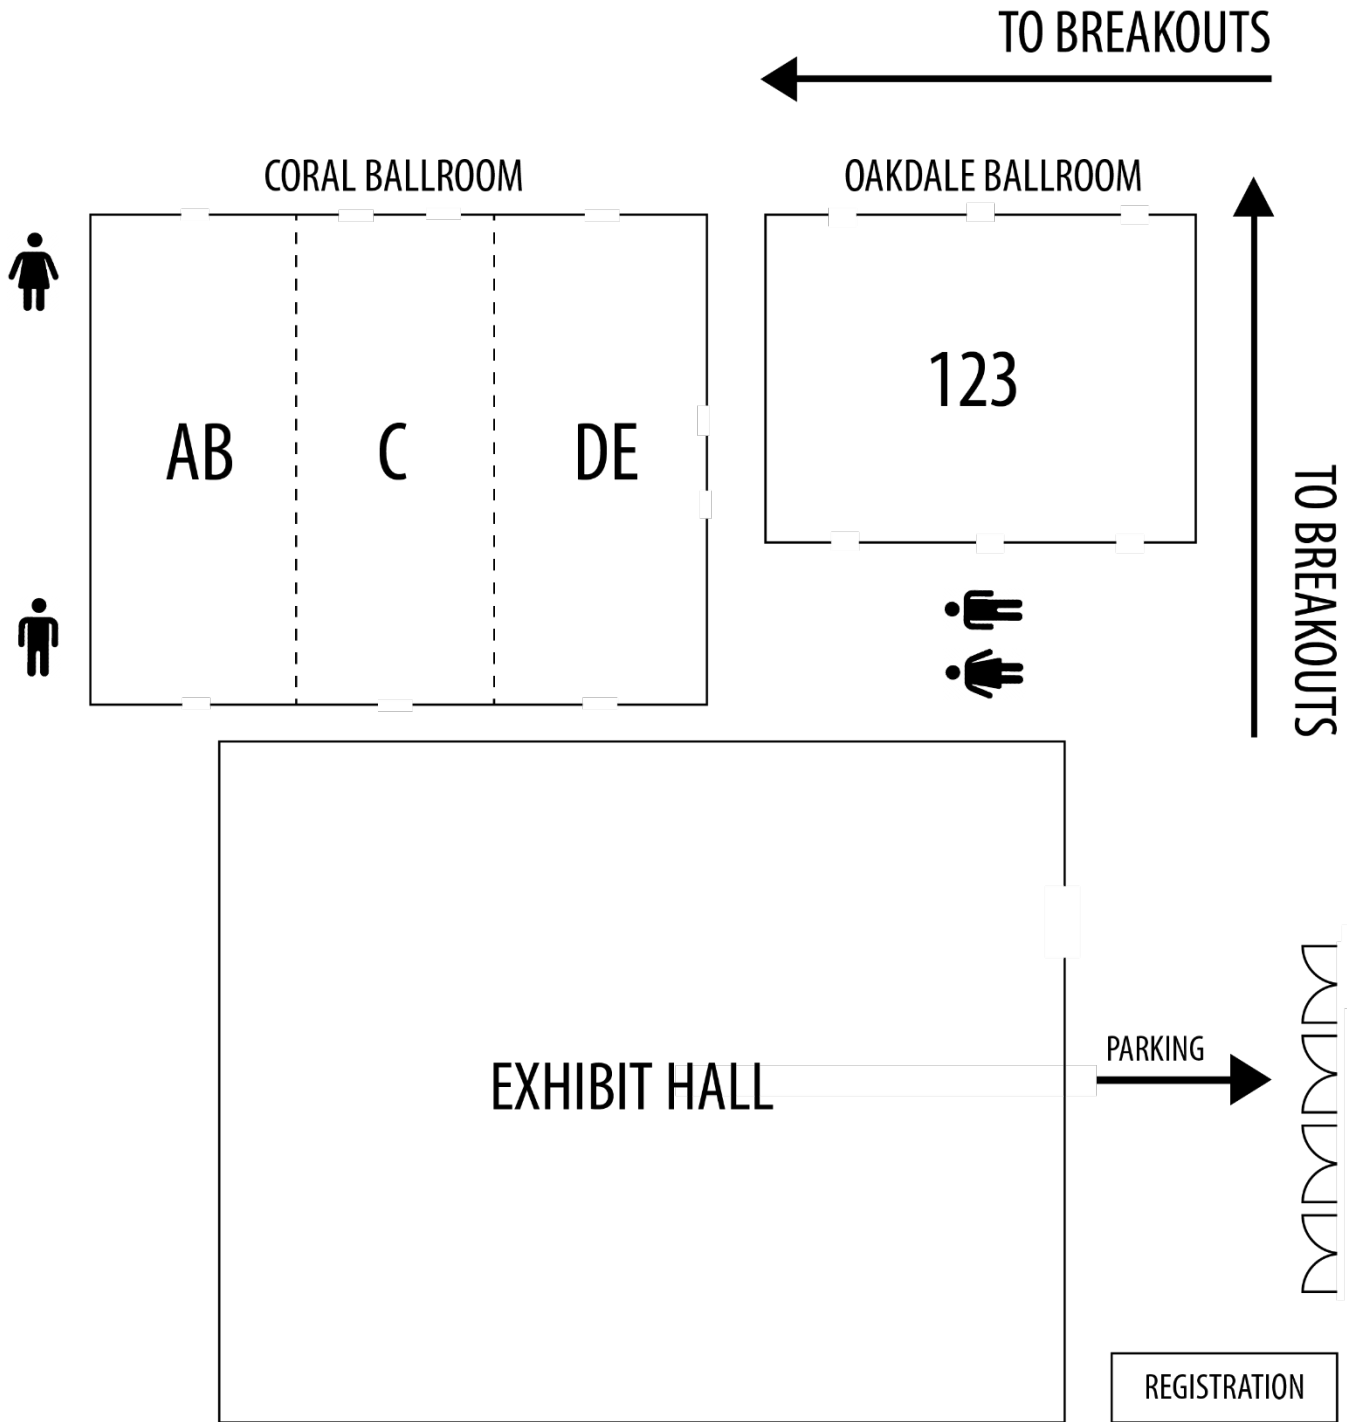 TO BREAKOUTS
CORAL BALLROOM
OAKDALE BALLROOM
AB
C
DE
123
TO BREAKOUTS
EXHIBIT HALL
PARKING
REGISTRATION